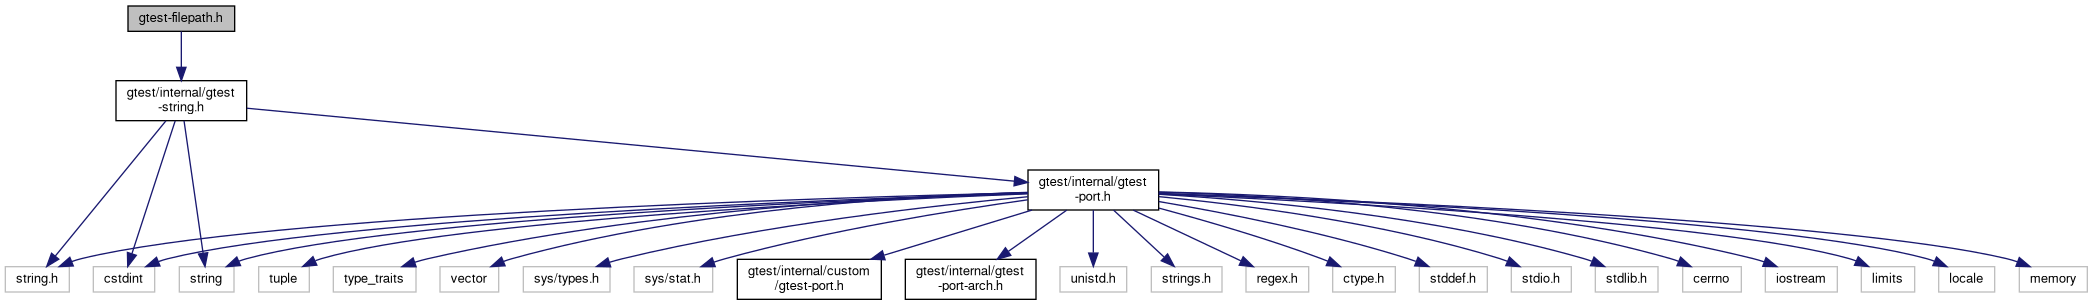 gtest-filepath.h
gtest/internal/gtest
-string.h
gtest/internal/gtest
-port.h
string.h
cstdint
string
tuple
type_traits
vector
sys/types.h
sys/stat.h
gtest/internal/custom
/gtest-port.h
gtest/internal/gtest
-port-arch.h
unistd.h
strings.h
regex.h
ctype.h
stddef.h
stdio.h
stdlib.h
cerrno
iostream
limits
locale
memory